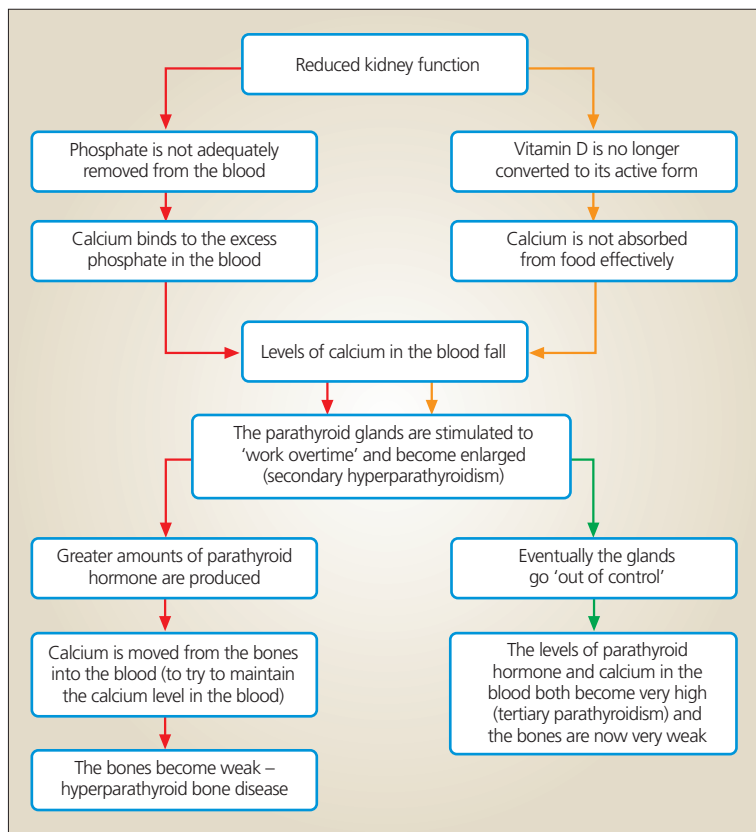 Reduced kidney function
Phosphate is not adequately
removed from the blood
Vitamin D is no longer
converted to its active form
Calcium binds to the excess
phosphate in the blood
Calcium is not absorbed
from food effectively
Levels of calcium in the blood fall
The parathyroid glands are stimulated to
‘work overtime’ and become enlarged
(secondary hyperparathyroidism)
Greater amounts of parathyroid
hormone are produced
Eventually the glands
go ‘out of control’
Calcium is moved from the bones
into the blood (to try to maintain
the calcium level in the blood)
The levels of parathyroid
hormone and calcium in the
blood both become very high
(tertiary parathyroidism) and
the bones are now very weak
The bones become weak –
hyperparathyroid bone disease